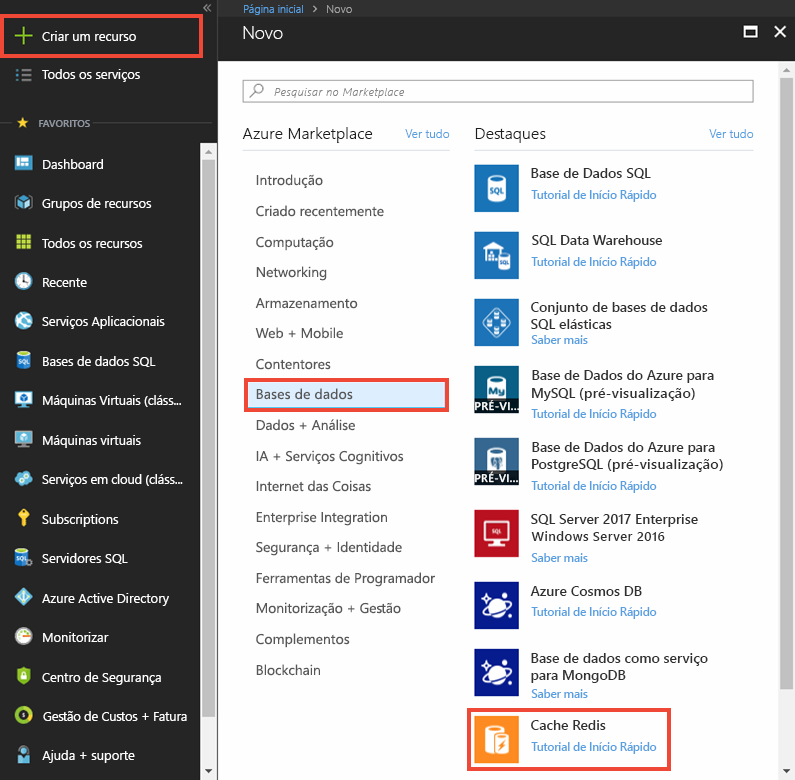 Criar um recurso
Todos os serviços
FAVORITOS
Dashboard
Grupos de recursos
Todos os recursos
Recente
Serviços Aplicacionais
Bases de dados SQL
Máquinas Virtuais (cláss...
Máquinas virtuais
Serviços em cloud (cláss...
Subscriptions
Servidores SQL
Azure Active Directory
Monitorizar
Centro de Segurança
Gestão de Custos + Fatura
Ajuda + suporte
Página inicial > Novo
Novo
Pesquisar no Marketplace
Azure Marketplace Ver tudo
Introdução
Criado recentemente
Computação
Networking
Armazenamento
Web + Mobile
Contentores
Bases de dados
Dados + Análise
IA + Serviços Cognitivos
Internet das Coisas
Enterprise Integration
Segurança + Identidade
Ferramentas de Programador
Monitorização + Gestão
Complementos
Blockchain
Destaques Ver tudo
SQL
Base de Dados SQL
Tutorial de Início Rápido
SQL
SQL Data Warehouse
Tutorial de Início Rápido
Conjunto de bases de dados
SQL elásticas
Saber mais
My
PRÉ-VI...
Base de Dados do Azure para
MySQL (pré-visualização)
Tutorial de Início Rápido
PRÉ-VI...
Base de Dados do Azure para
PostgreSQL (pré-visualização)
Tutorial de Início Rápido
SQL
SQL Server 2017 Enterprise
Windows Server 2016
Saber mais
Azure Cosmos DB
Tutorial de Início Rápido
Base de dados como serviço
para MongoDB
Saber mais
Cache Redis
Tutorial de Início Rápido